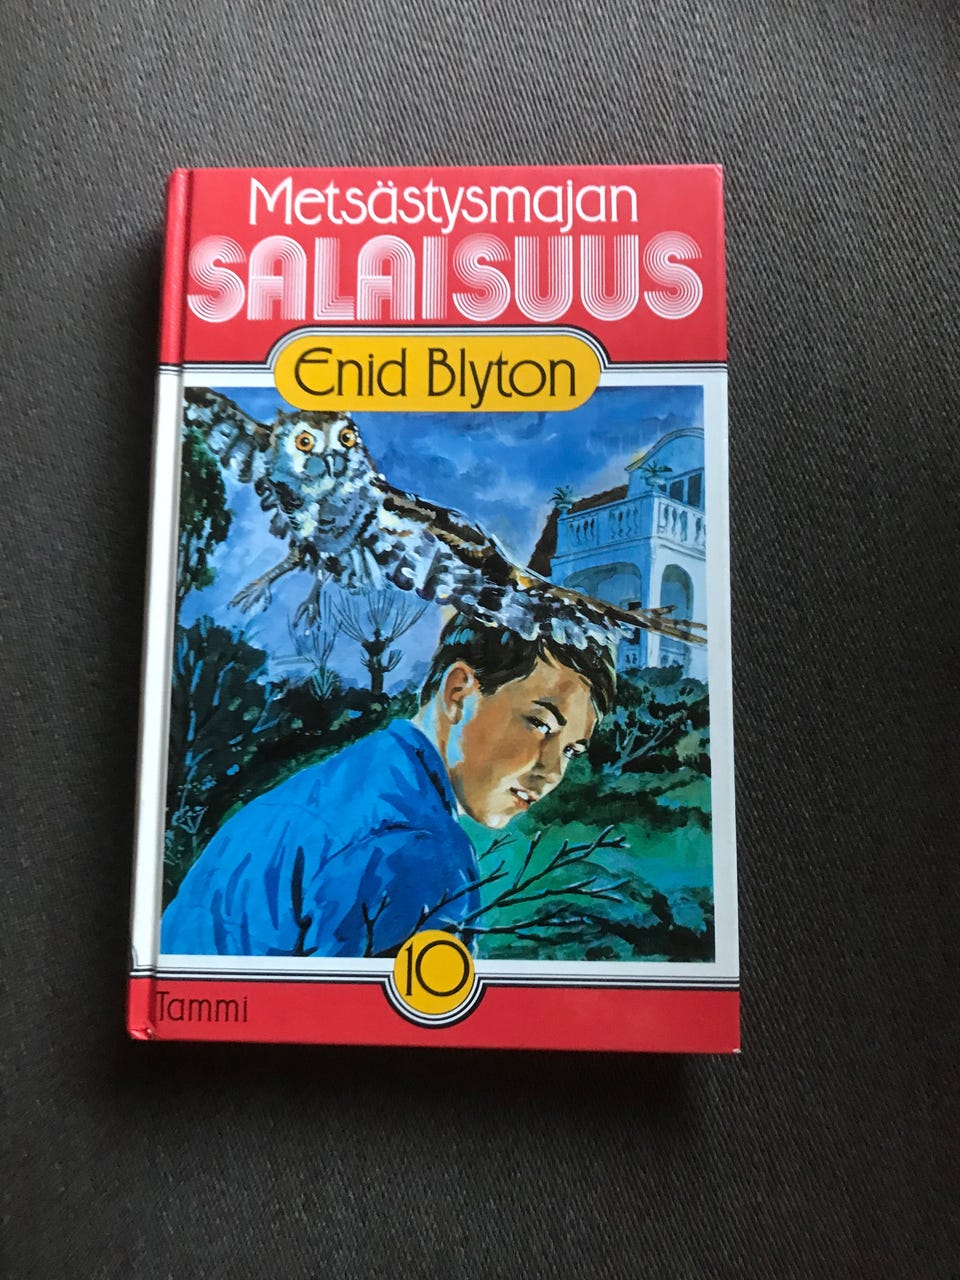 Metsästysmajan
SALAISUUS
Enid Blyton
10
Tammi